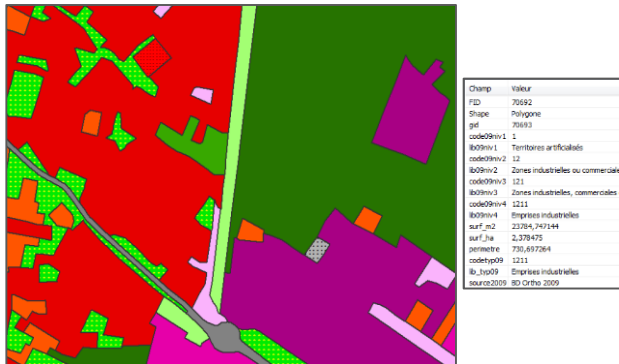 Champ Valeur
FID 70692
Shape Polygone
gid 70693
code09niv1 1
lib09niv1 Territoires artificialisés
code09niv2 12
lib09niv2 Zones industrielles ou commerciale
code09niv3 121
lib09niv3 Zones industrielles, commerciales
code09niv4 1211
lib09niv4 Emprises industrielles
surf_m2 23784,747144
surf_ha 2,378475
perimetre 730,697264
codetyp09 1211
lib_typ09 Emprises industrielles
source2009 BD Ortho 2009